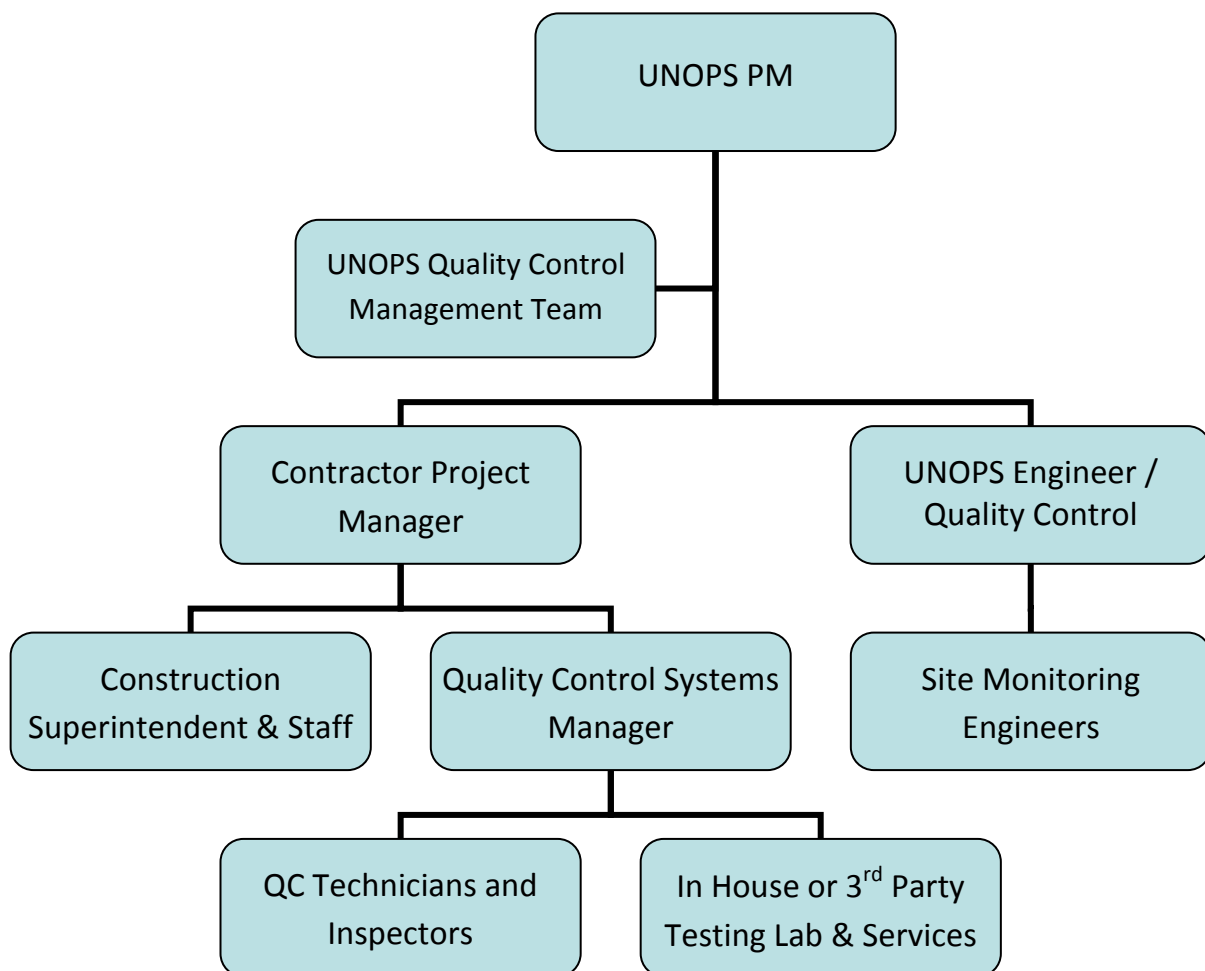 UNOPS PM
UNOPS Quality Control
Management Team
Contractor Project
Manager
UNOPS Engineer /
Quality Control
Construction
Superintendent & Staff
Quality Control Systems
Manager
Site Monitoring
Engineers
QC Technicians and
Inspectors
In House or 3rd Party
Testing Lab & Services